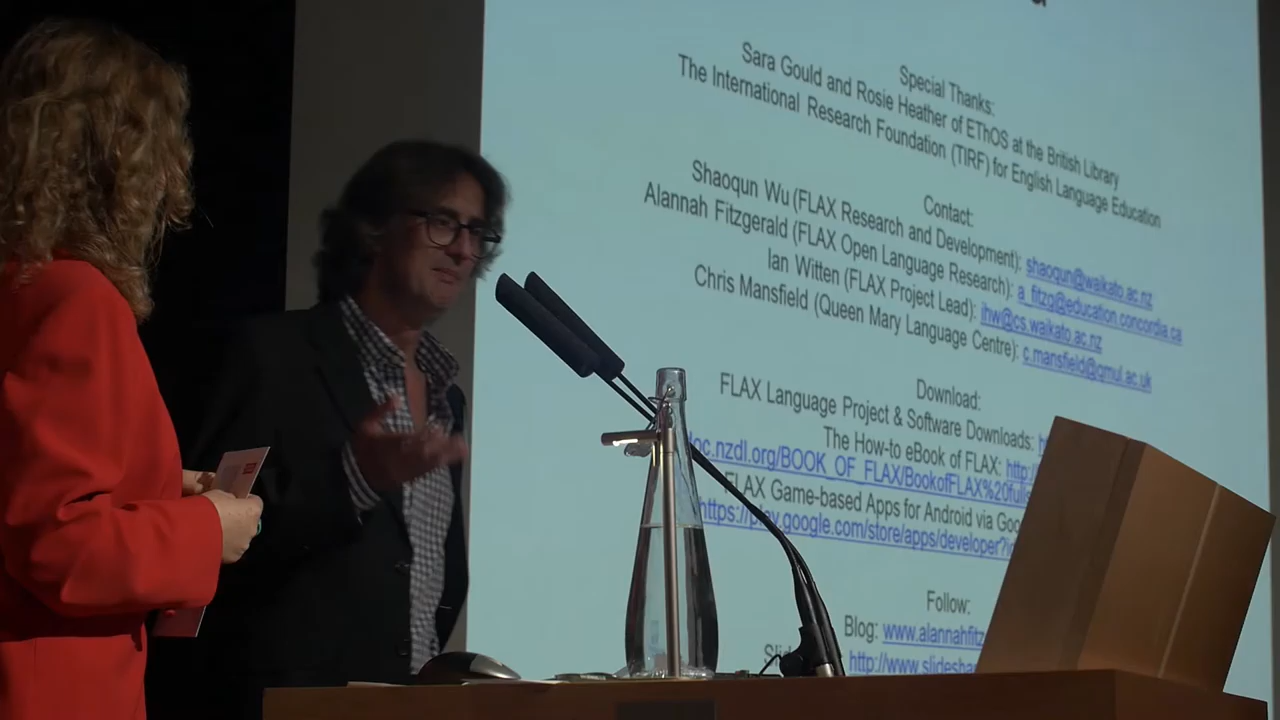 Special Thanks:
Sara Gould and Rosie Heather of EThOS at the British Library
The International Research Foundation (TIRF) for English Language Education
Contact:
Shaoqun Wu (FLAX Research and Development): shaoqun@waikato.ac.nz
Alannah Fitzgerald (FLAX Open Language Research): a_fitzg@education.concordia.ca
Ian Witten (FLAX Project Lead): ihw@cs.waikato.ac.nz
Chris Mansfield (Queen Mary Language Centre): c.mansfield@qmul.ac.uk
Download:
FLAX Language Project & Software Downloads:
The How-to eBook of FLAX: http:/
oc.nzdl.org/BOOK_OF_FLAX/BookofFLAX%20fulls
FLAX Game-based Apps for Android via Goo
https://play.google.com/store/apps/developer?i
Follow:
Blog: www.alannahfitz
http://www.slidesha